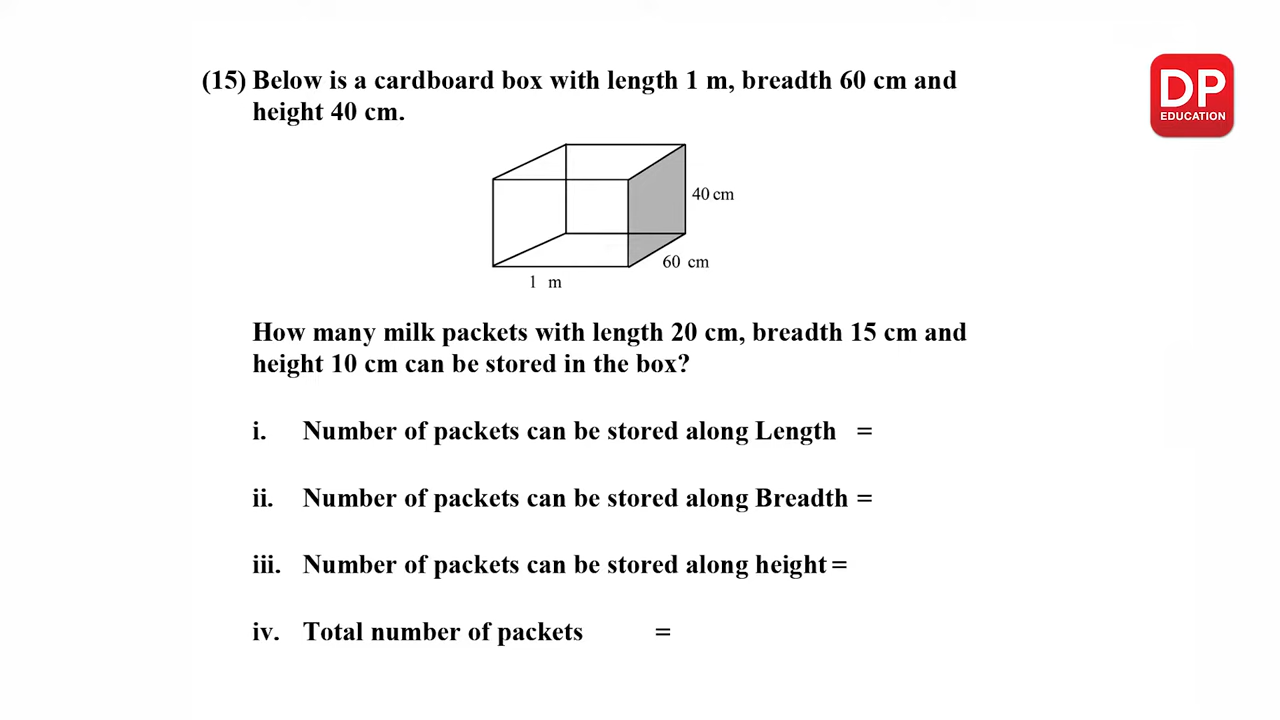 (15) Below is a cardboard box with length 1 m, breadth 60 cm and
height 40 cm.
DP
EDUCATION
40 cm
60 cm
1 m
How many milk packets with length 20 cm, breadth 15 cm and
height 10 cm can be stored in the box?
i. Number of packets can be stored along Length =
ii. Number of packets can be stored along Breadth =
iii. Number of packets can be stored along height =
iv. Total number of packets =